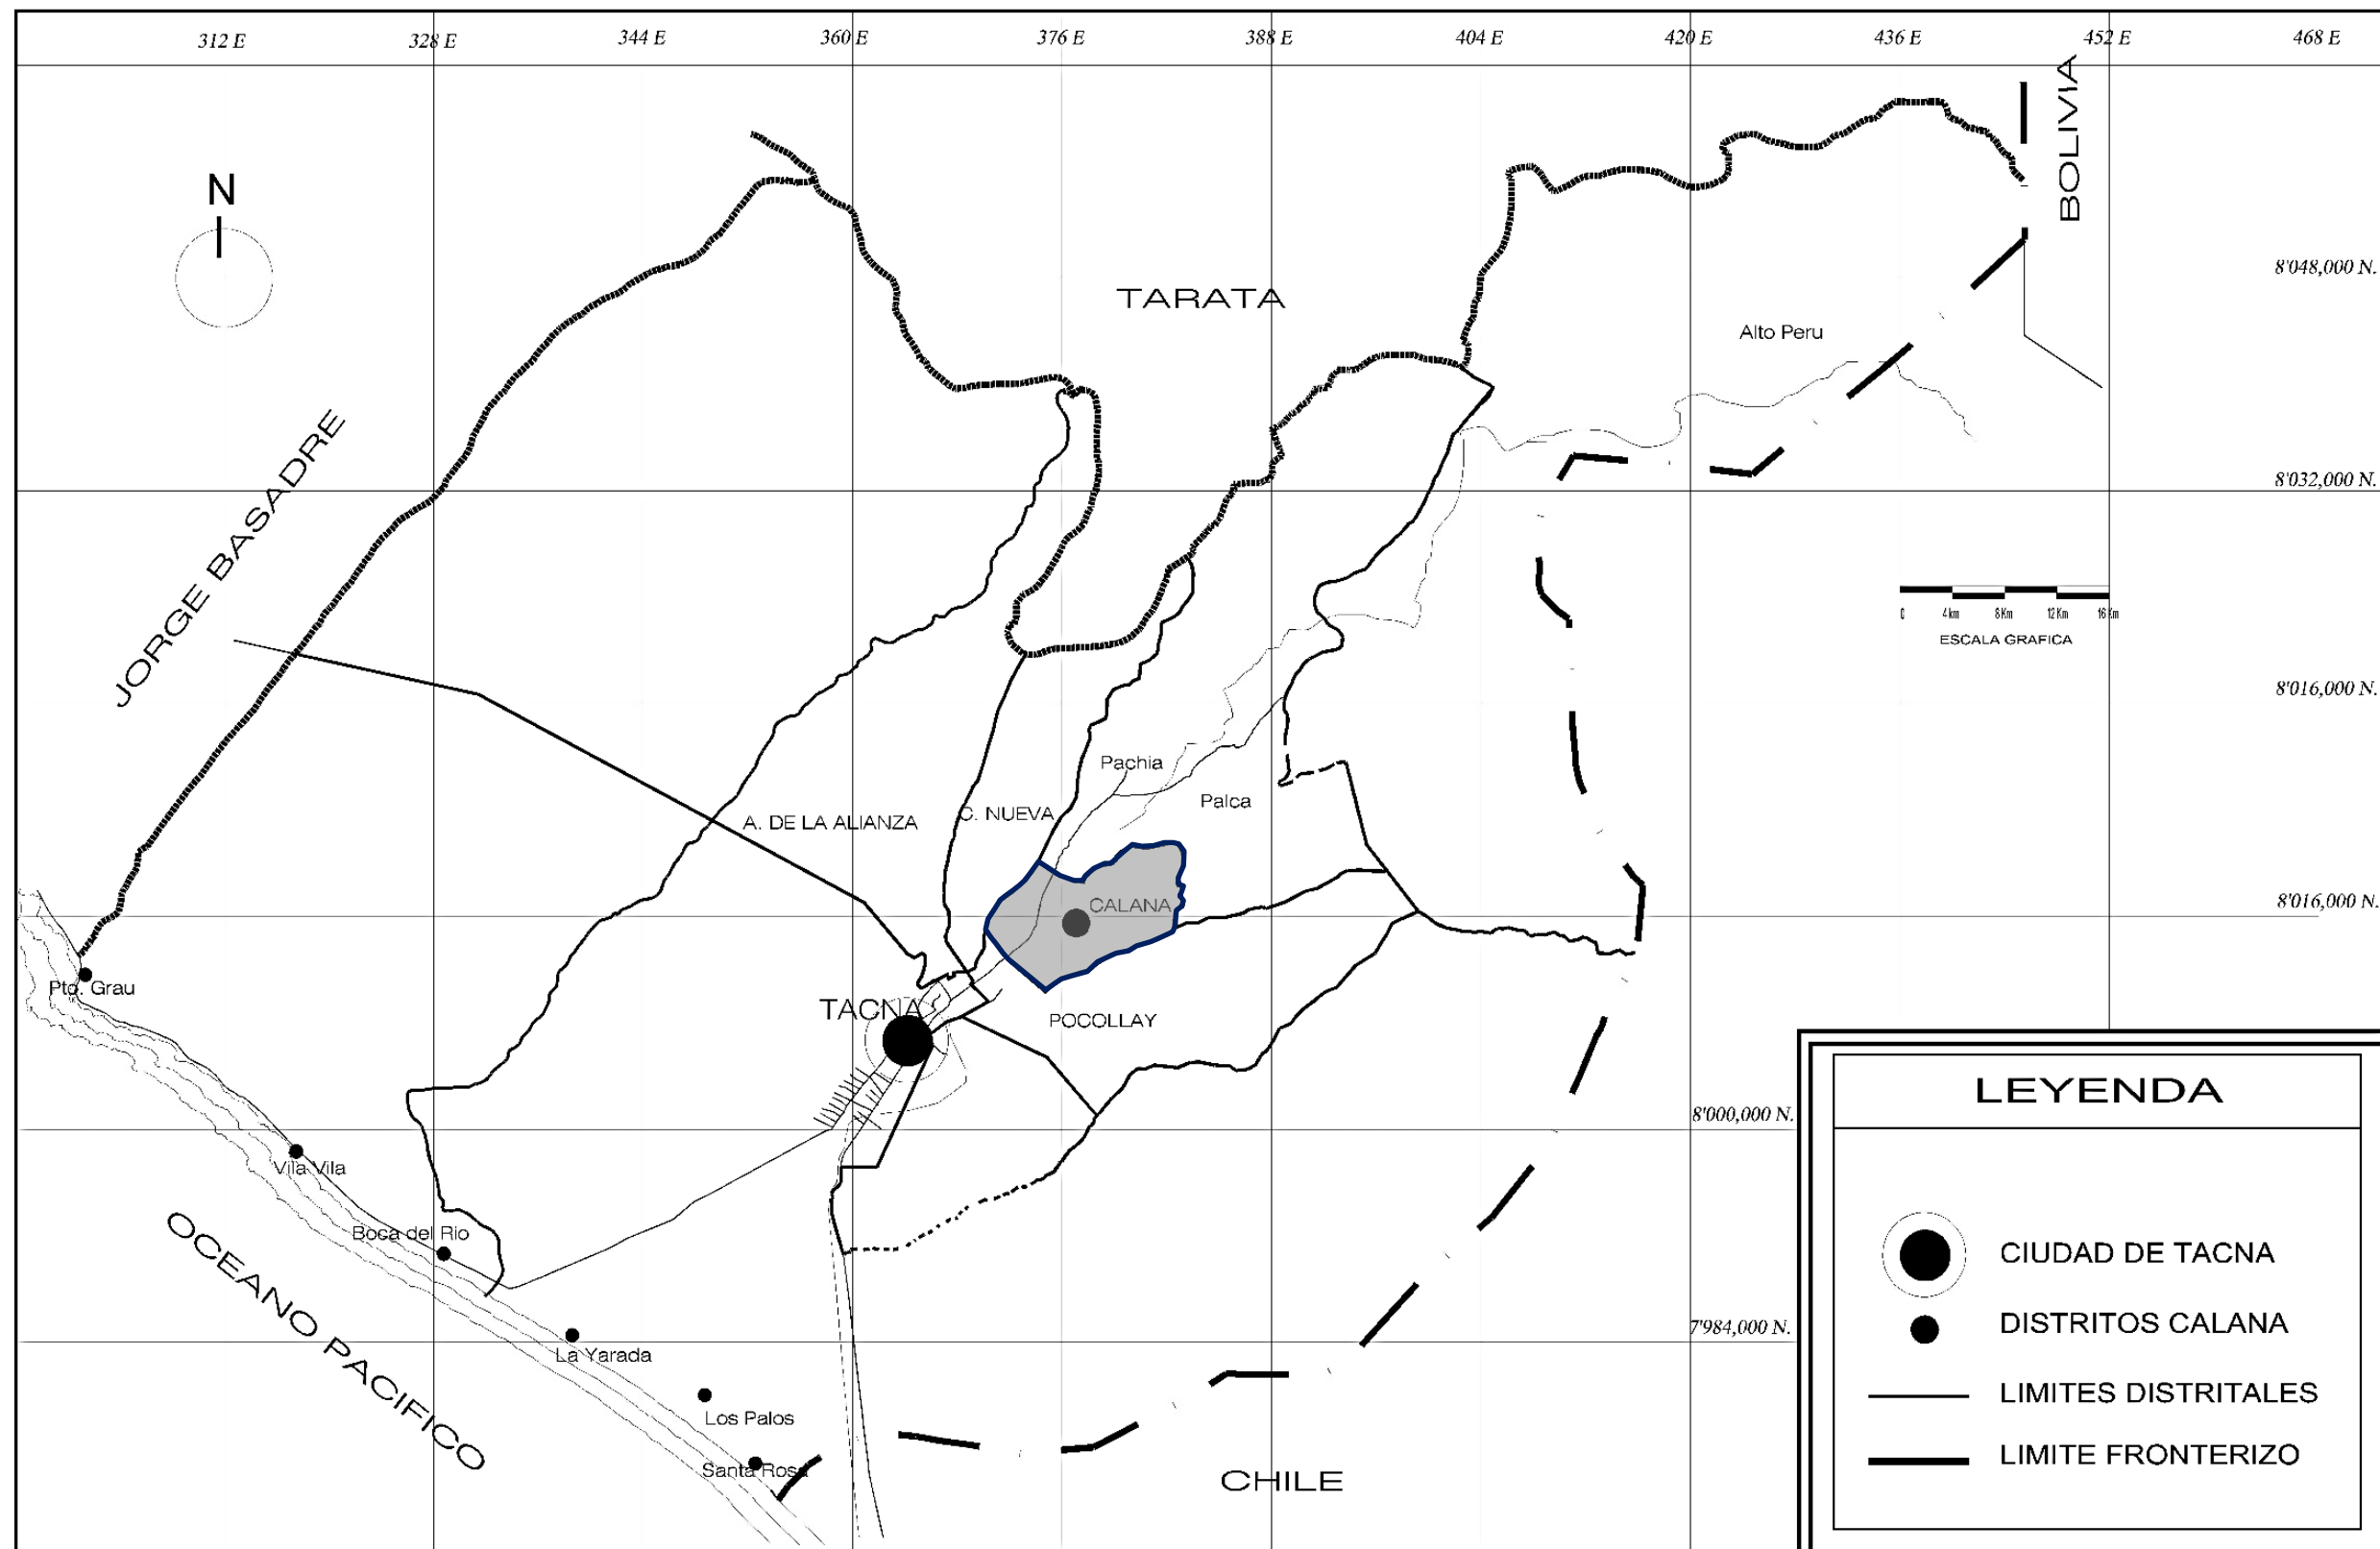 312 E
328 E
344 E
360 E
376 E
388 E
404 E
420 E
436 E
452 E
468 E
BOLIVIA
N
8'048,000 N.
TARATA
Alto Peru
JORGE BASADRE
8'032,000 N.
0 4 km 8 Km 12 Km 16 Km
ESCALA GRAFICA
8'016,000 N.
Pachia
Palca
C. NUEVA
A. DE LA ALIANZA
CALANA
8'016,000 N.
Pto. Grau
TACNA
POCOLLAY
8'000,000 N.
Vila Vila
Boca del Rio
OCEANO PACIFICO
7'984,000 N.
La Yarada
Los Palos
Santa Rosa
CHILE
LEYENDA
CIUDAD DE TACNA
DISTRITOS CALANA
LIMITES DISTRITALES
LIMITE FRONTERIZO